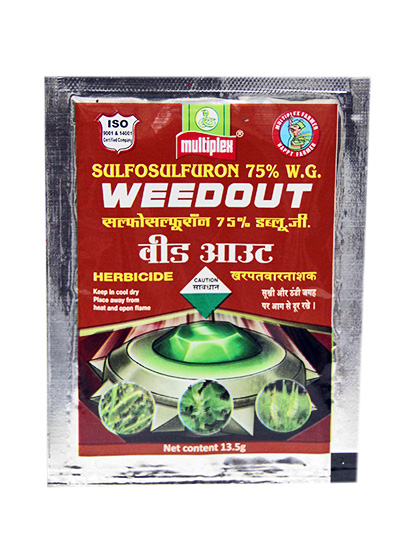 ISO
9001 & 14001
Certified Company
multiplex®
MULTIPLEX FARMER
HAPPY FARMER
SULFOSULFURON 75% W.G.
WEEDOUT
सल्फोसल्फूरॉन 75% डब्लू.जी.
वीड आउट
HERBICIDE
Keep in cool dry
Place away from
heat and open flame
CAUTION
सावधान
खरपतवारनाशक
सूखी और ठंडी जगह
पर आग से दूर रखे।
Net content 13.5g